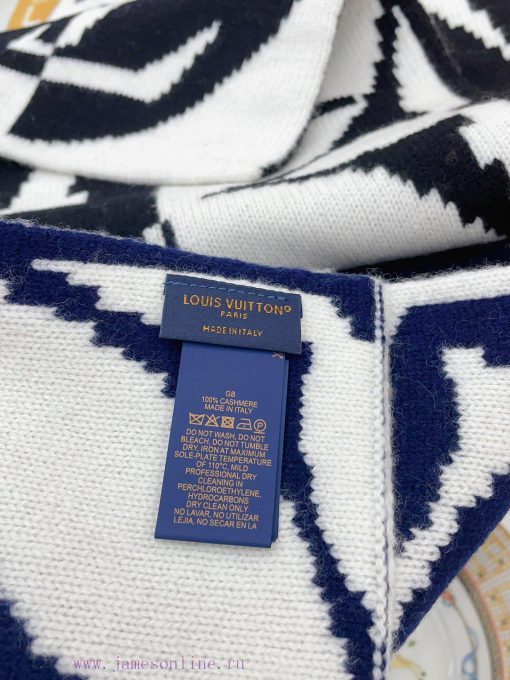 LOUIS VUITTON®
PARIS
MADE IN ITALY
GB
100% CASHMERE
MADE IN ITALY
DO NOT WASH, DO NOT
BLEACH, DO NOT TUMBLE
DRY, IRON AT MAXIMUM
SOLE-PLATE TEMPERATURE
OF 110°C, MILD
PROFESSIONAL DRY
CLEANING IN
PERCHLOROETHYLENE,
HYDROCARBONS
DRY CLEAN ONLY
NO LAVAR, NO UTILIZAR
LEJIA, NO SECAR EN LA
www.jamesonline.ru